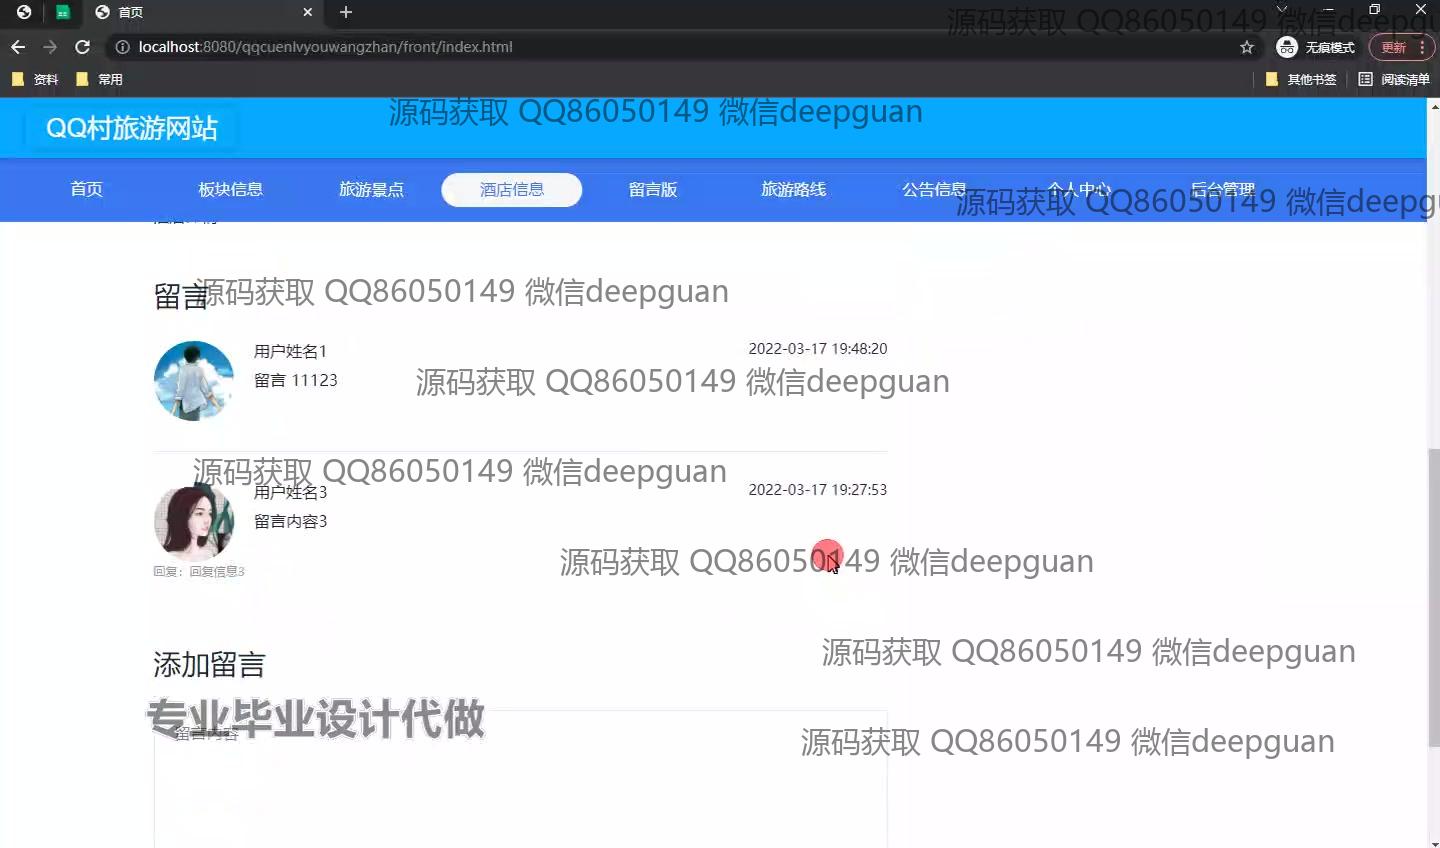 首页
源码获取 QQ86050149 微信deepgu
localhost:8080/qqcuenlvyouwangzhan/front/index.html
无痕模式
更新
资料
常用
其他书签
阅读清单
源码获取 QQ86050149 微信deepguan
QQ村旅游网站
首页
板块信息
旅游景点
酒店信息
留言版
旅游路线
公告信息
个人中心
后台管理
源码获取 QQ86050149 微信deepg
留言
源码获取 QQ86050149 微信deepguan
用户姓名1
2022-03-17 19:48:20
留言 11123
源码获取 QQ86050149 微信deepguan
源码获取 QQ86050149 微信deepguan
用户姓名3
2022-03-17 19:27:53
留言内容3
源码获取 QQ86050149 微信deepguan
回复：回复信息3
源码获取 QQ86050149 微信deepguan
添加留言
专业毕业设计代做
留言内容
源码获取 QQ86050149 微信deepguan